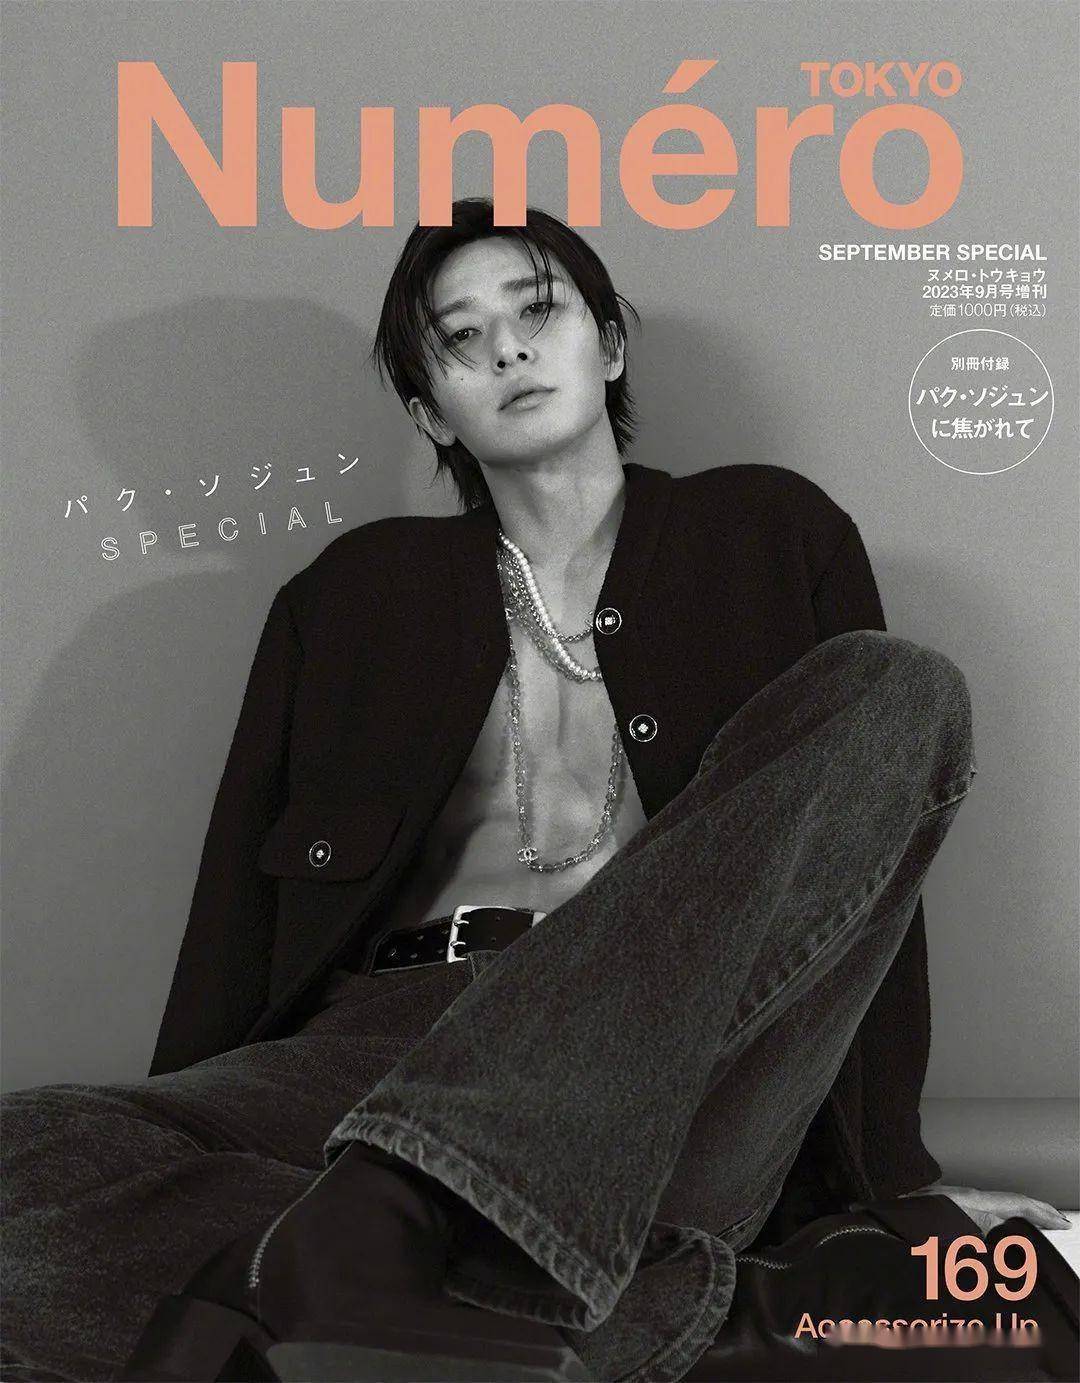 TOKYO
Numéro
SEPTEMBER SPECIAL
ヌメロ・トウキョウ
2023年9月号増刊
定価1000円(税込)
別冊付録
パク・ソジュン
に焦がれて
パク・ソジュン
SPECIAL
169
Accessorize Up